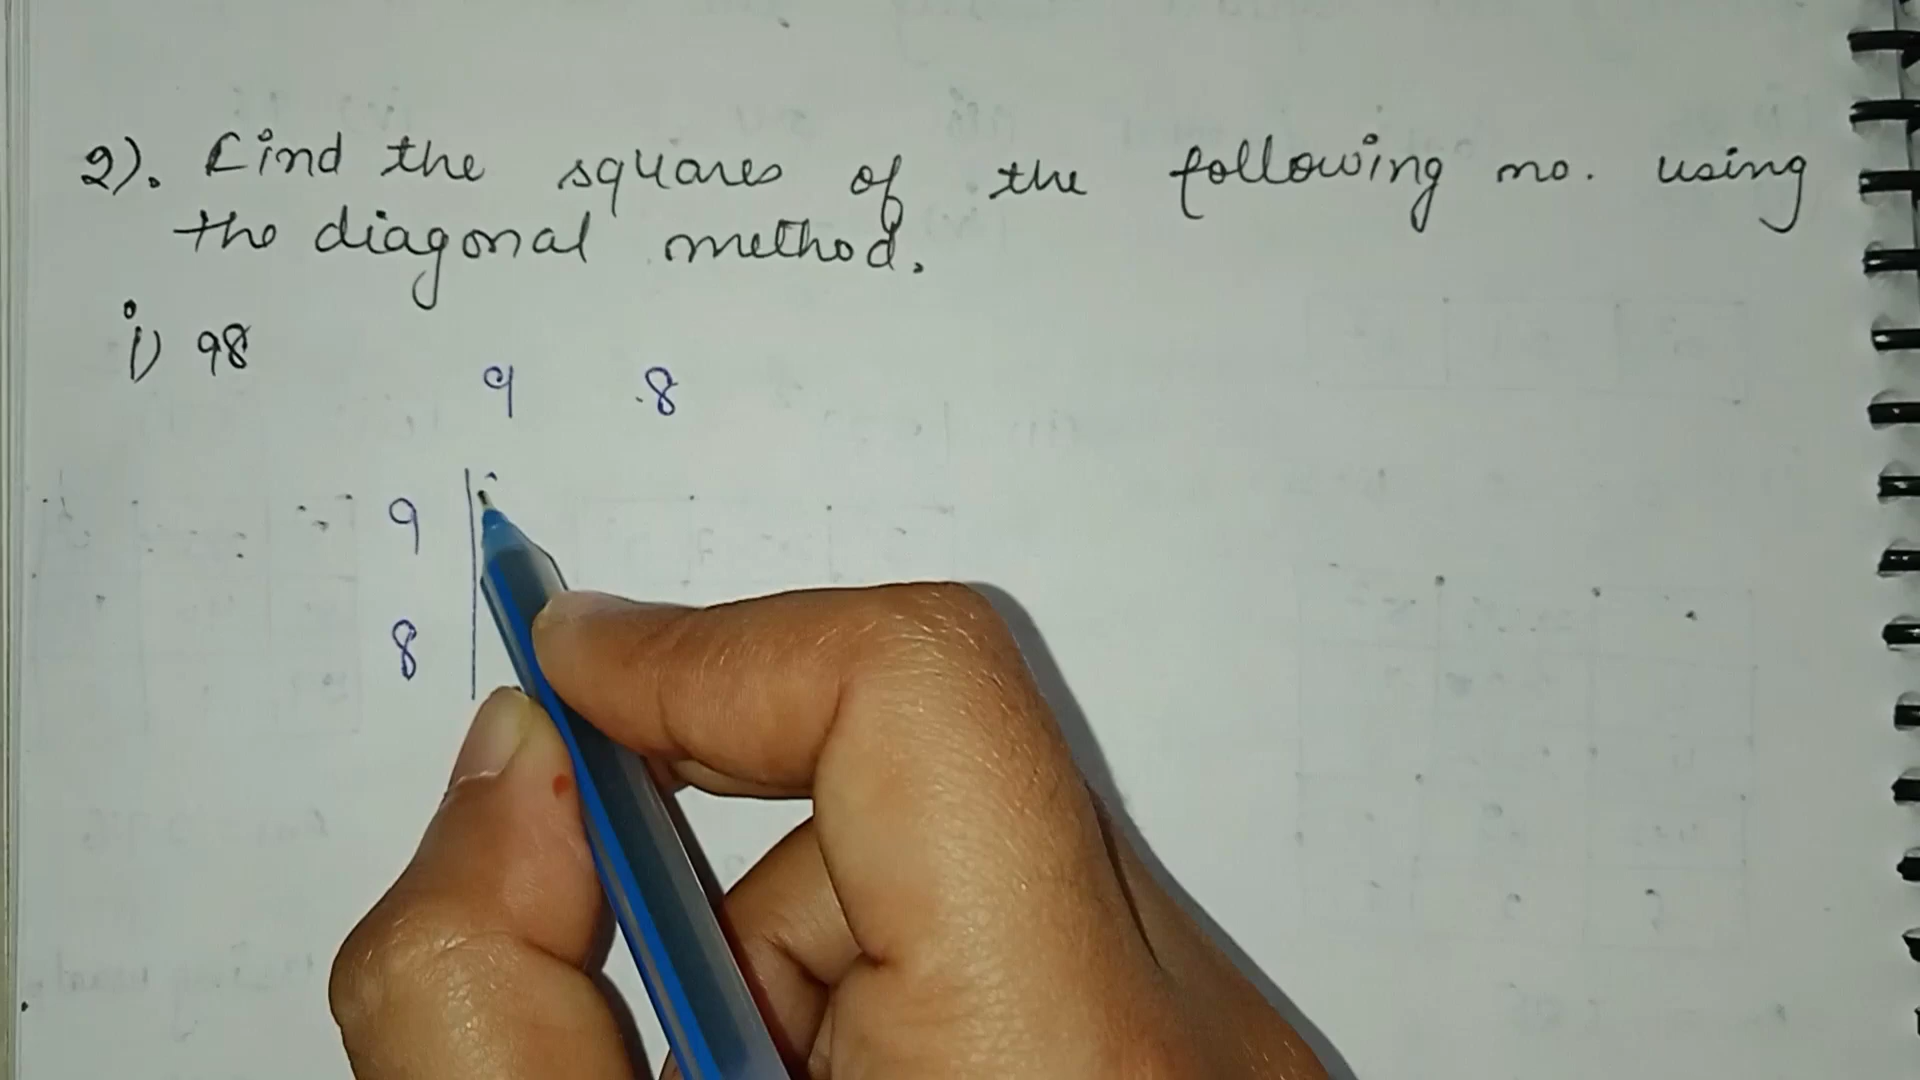 2). Find the squares of the following no. using
the diagonal method.
i) 98
9 8
9
8